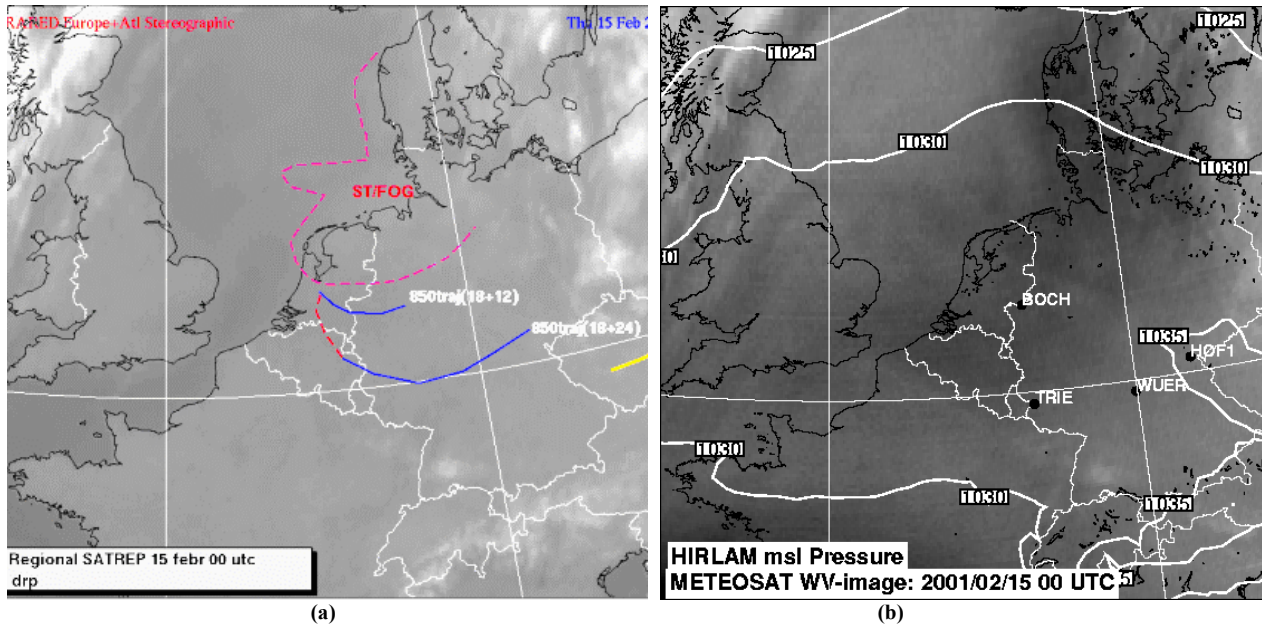 RARED Europe+Atl Stereographic
Thu 15 Feb 2
ST/FOG
850traj(18+12)
850traj(18+24)
Regional SATREP 15 febr 00 utc
drp
(a)
1025
1030
1030
30
BOCH
1035
HOF1
WUER
TRIE
1030
1030
1035
HIRLAM msl Pressure
METEOSAT WV-image: 2001/02/15 00 UTC
35
(b)